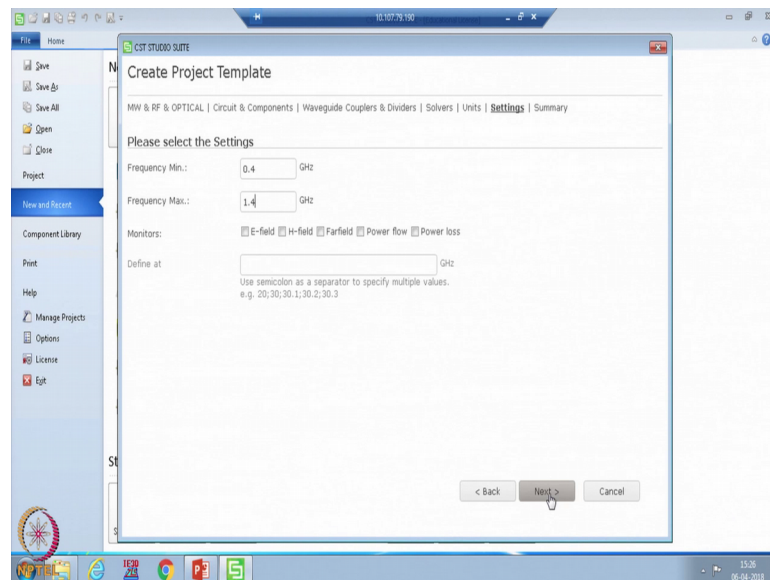 10.107.79.190
File Home
CST STUDIO SUITE
Create Project Template
MW & RF & OPTICAL | Circuit & Components | Waveguide Couplers & Dividers | Solvers | Units | Settings | Summary
Please select the Settings
Frequency Min.: 0.4 GHz
Frequency Max.: 1.4 GHz
Monitors: E-field H-field Farfield Power flow Power loss
Define at GHz
Use semicolon as a separator to specify multiple values.
e.g. 20;30;30.1;30.2;30.3
< Back Next > Cancel
Save
Save As
Save All
Open
Close
Project
New and Recent
Component Library
Print
Help
Manage Projects
Options
License
Exit
N
St
S
NPTEL
IE3D
15:26
06-04-2018